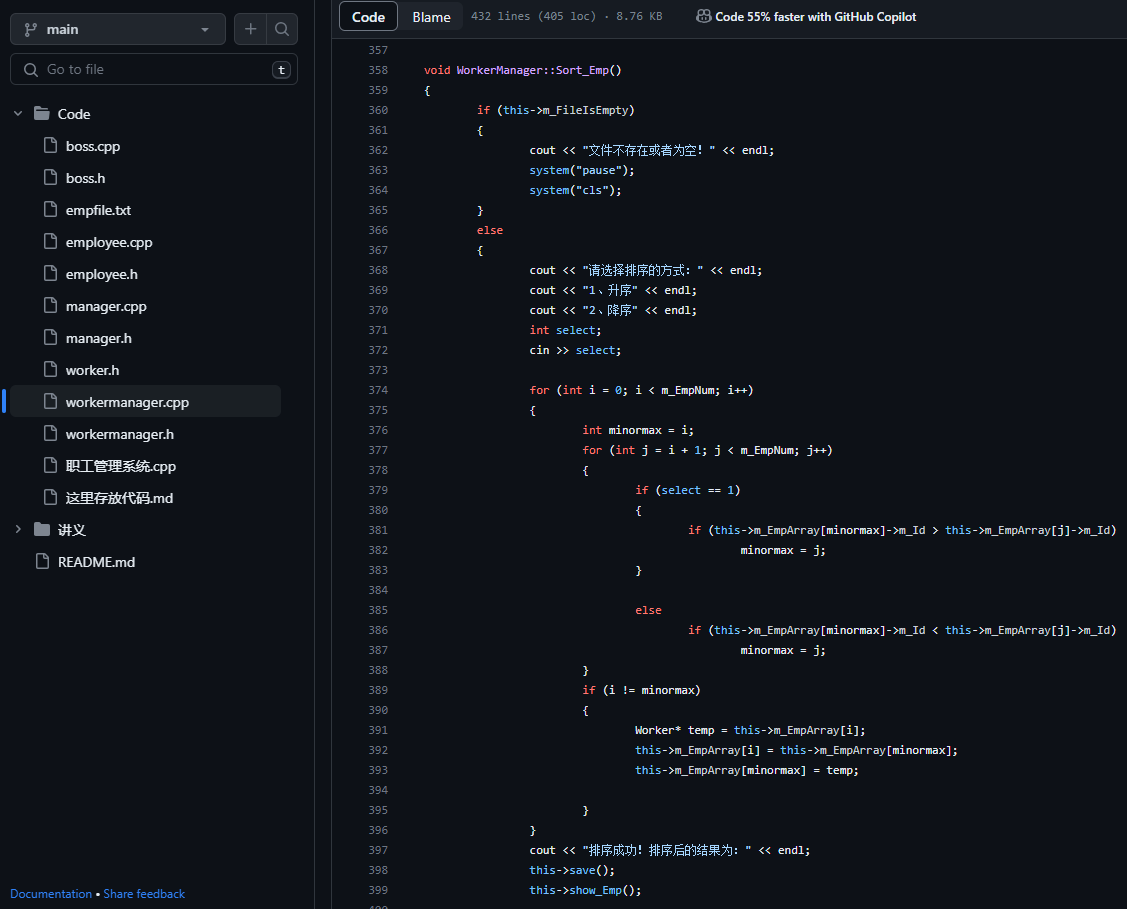 main
Go to file
t
Code
boss.cpp
boss.h
empfile.txt
employee.cpp
employee.h
manager.cpp
manager.h
worker.h
workermanager.cpp
workermanager.h
职工管理系统.cpp
这里存放代码.md
讲义
README.md
Documentation • Share feedback
Code Blame 432 lines (405 loc) · 8.76 KB Code 55% faster with GitHub Copilot
357
358 void WorkerManager::Sort_Emp()
359 {
360 if (this->m_FileIsEmpty)
361 {
362 cout << "文件不存在或者为空！" << endl;
363 system("pause");
364 system("cls");
365 }
366 else
367 {
368 cout << "请选择排序的方式：" << endl;
369 cout << "1、升序" << endl;
370 cout << "2、降序" << endl;
371 int select;
372 cin >> select;
373
374 for (int i = 0; i < m_EmpNum; i++)
375 {
376 int minormax = i;
377 for (int j = i + 1; j < m_EmpNum; j++)
378 {
379 if (select == 1)
380 {
381 if (this->m_EmpArray[minormax]->m_Id > this->m_EmpArray[j]->m_Id)
382 minormax = j;
383 }
384
385 else
386 if (this->m_EmpArray[minormax]->m_Id < this->m_EmpArray[j]->m_Id)
387 minormax = j;
388 }
389 if (i != minormax)
390 {
391 Worker* temp = this->m_EmpArray[i];
392 this->m_EmpArray[i] = this->m_EmpArray[minormax];
393 this->m_EmpArray[minormax] = temp;
394
395 }
396 }
397 cout << "排序成功！排序后的结果为：" << endl;
398 this->save();
399 this->show_Emp();